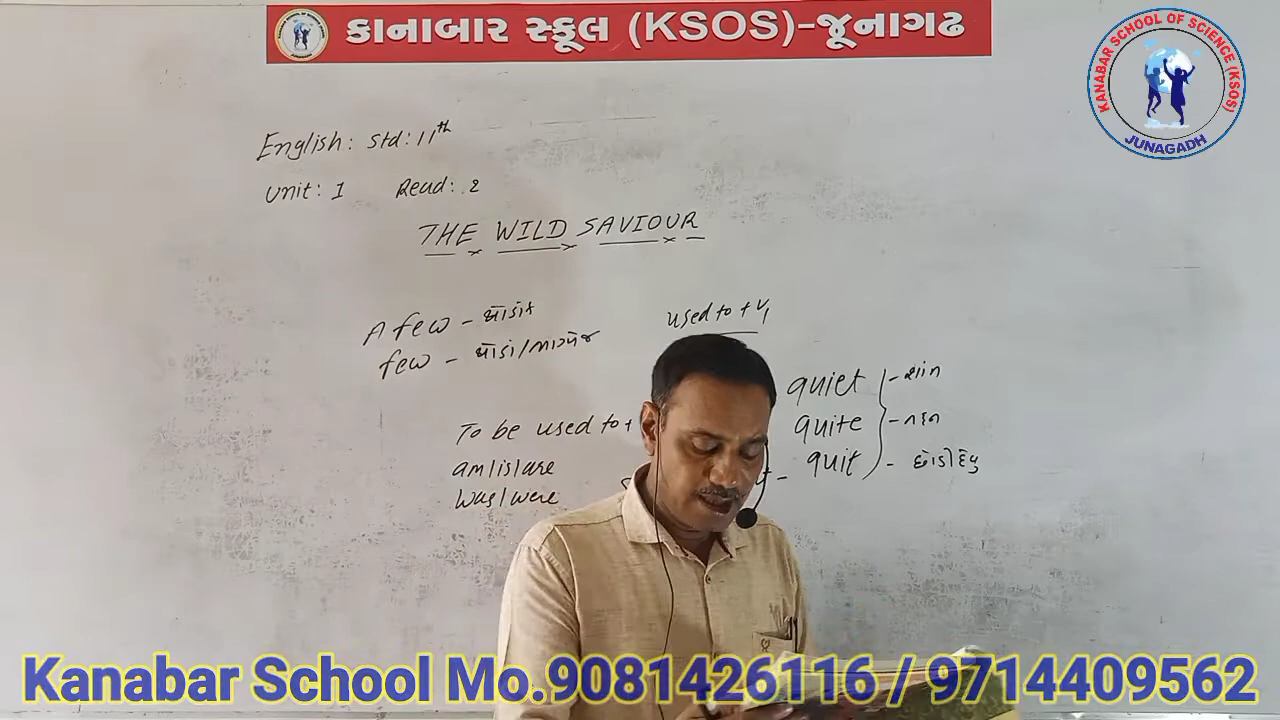 કાનાબાર સ્કૂલ (KSOS)-જૂનાગઢ
KANABAR SCHOOL OF SCIENCE (KSOS)
JUNAGADH
English: Std: 11th
Unit: 1 Read: 2
THE WILD SAVIOUR
A few - થોડાંક
few - થોડાં/ભાગ્યેજ
used to + V1
To be used to +
am/is/are
was/were
quiet - શાંત
quite - તદ્દન
quit - છોડી દેવુ
Kanabar School Mo.9081426116 / 9714409562